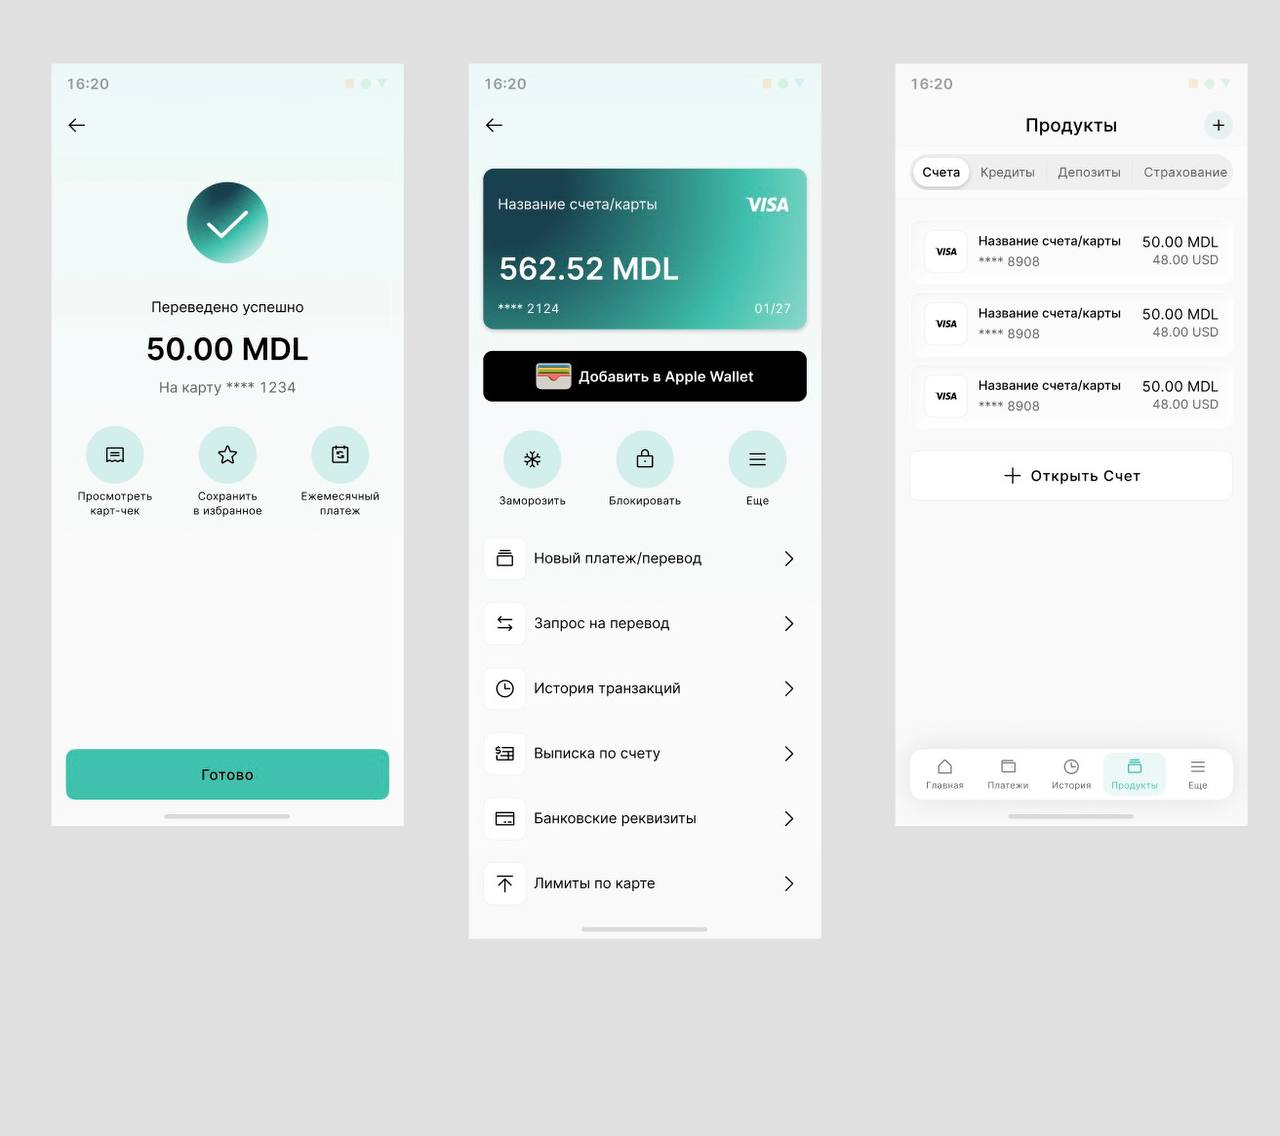 16:20
Переведено успешно
50.00 MDL
На карту **** 1234
Просмотреть
карт-чек
Сохранить
в избранное
Ежемесячный
платеж
Готово
16:20
Название счета/карты
VISA
562.52 MDL
**** 2124
01/27
Добавить в Apple Wallet
Заморозить
Блокировать
Еще
Новый платеж/перевод
Запрос на перевод
История транзакций
Выписка по счету
Банковские реквизиты
Лимиты по карте
16:20
Продукты
Счета
Кредиты
Депозиты
Страхование
VISA
Название счета/карты
50.00 MDL
**** 8908
48.00 USD
VISA
Название счета/карты
50.00 MDL
**** 8908
48.00 USD
VISA
Название счета/карты
50.00 MDL
**** 8908
48.00 USD
Открыть Счет
Главная
Платежи
История
Продукты
Еще